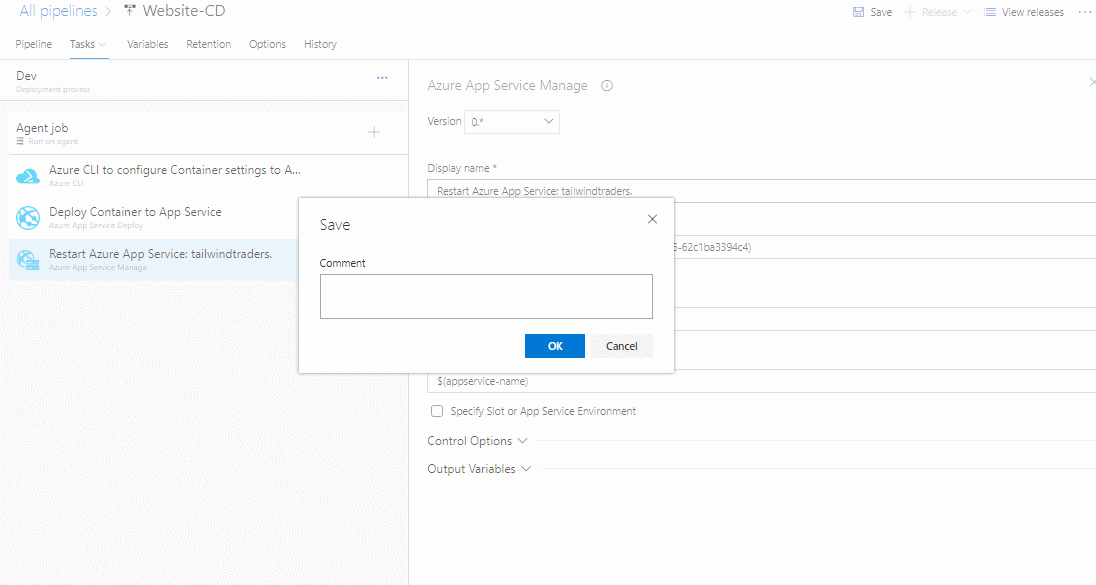 All pipelines > Website-CD
Save Release View releases ...
Pipeline Tasks Variables Retention Options History
Dev
Deployment process
...
Agent job
Run on agent
Azure CLI to configure Container settings to A...
Azure CLI
Deploy Container to App Service
Azure App Service Deploy
Restart Azure App Service: tailwindtraders.
Azure App Service Manage
Azure App Service Manage
Version 0.*
Display name *
Restart Azure App Service: tailwindtraders.
-62c1ba3394c4)
Save
Comment
OK Cancel
$(appservice-name)
Specify Slot or App Service Environment
Control Options
Output Variables